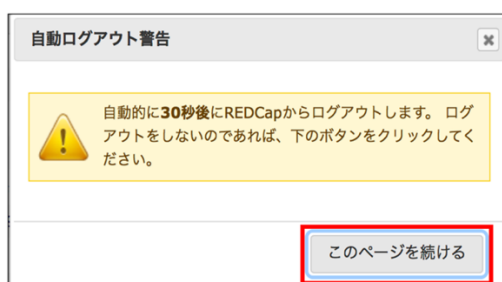 自動ログアウト警告
自動的に30秒後にREDCapからログアウトします。 ログ
アウトをしないのであれば、下のボタンをクリックしてく
ださい。
このページを続ける